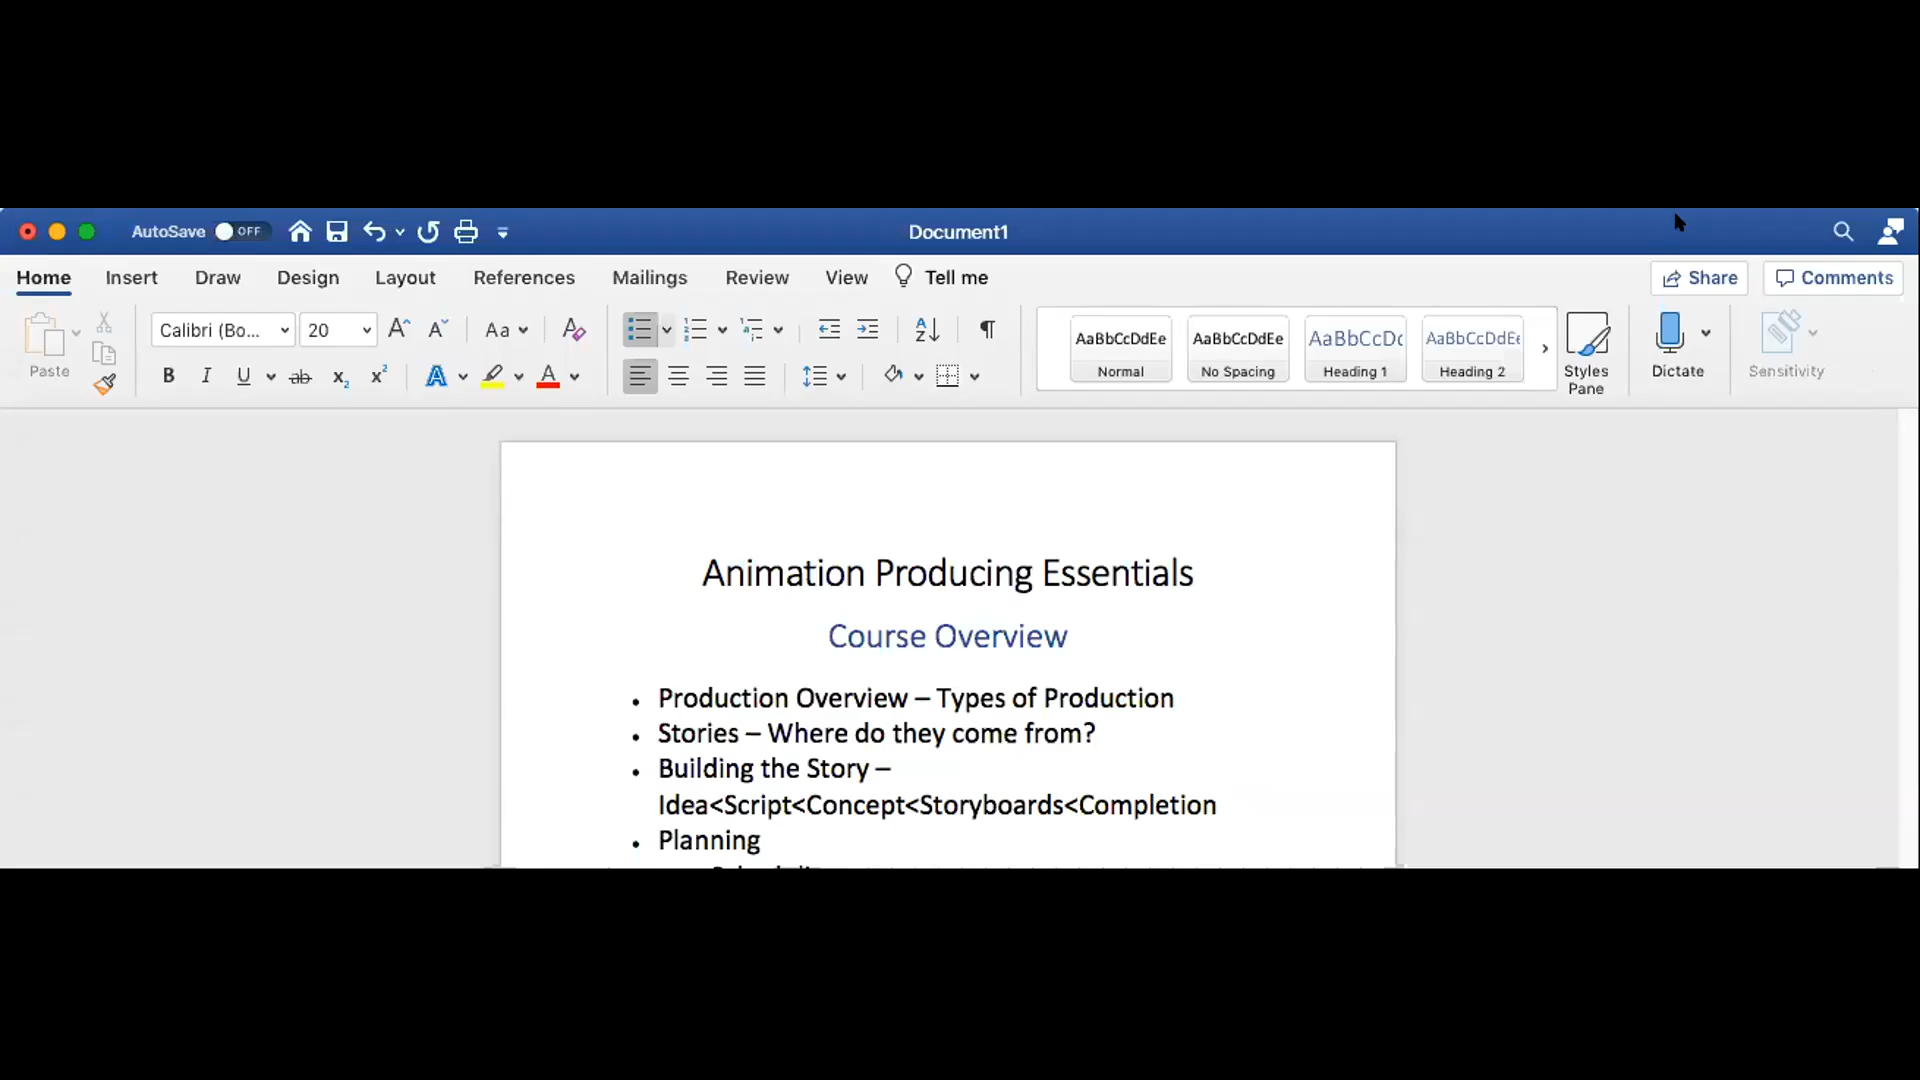 AutoSave OFF Document1
Home Insert Draw Design Layout References Mailings Review View Tell me Share Comments
Paste Calibri (Bo... 20 Aa
AaBbCcDdEe AaBbCcDdEe AaBbCcDc AaBbCcDdEe
Normal No Spacing Heading 1 Heading 2 Styles Pane Dictate Sensitivity
Animation Producing Essentials
Course Overview
• Production Overview – Types of Production
• Stories – Where do they come from?
• Building the Story –
Idea<Script<Concept<Storyboards<Completion
• Planning